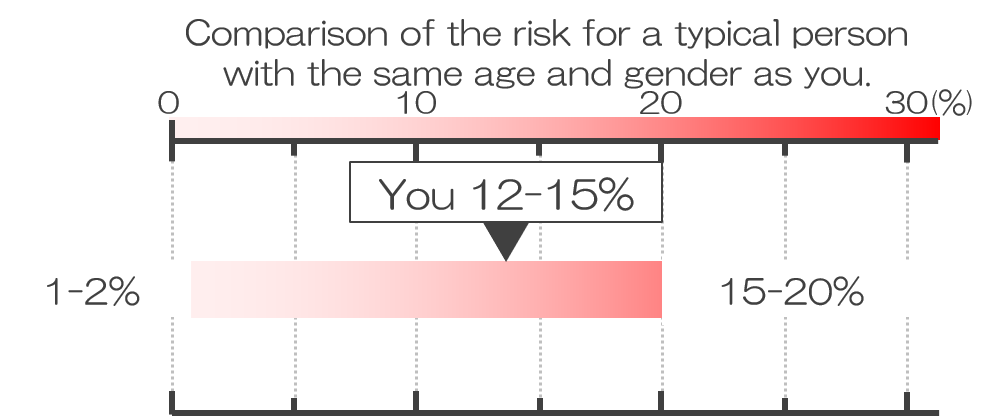 Comparison of the risk for a typical person
with the same age and gender as you.
0 10 20 30(%)
You 12-15%
1-2% 15-20%